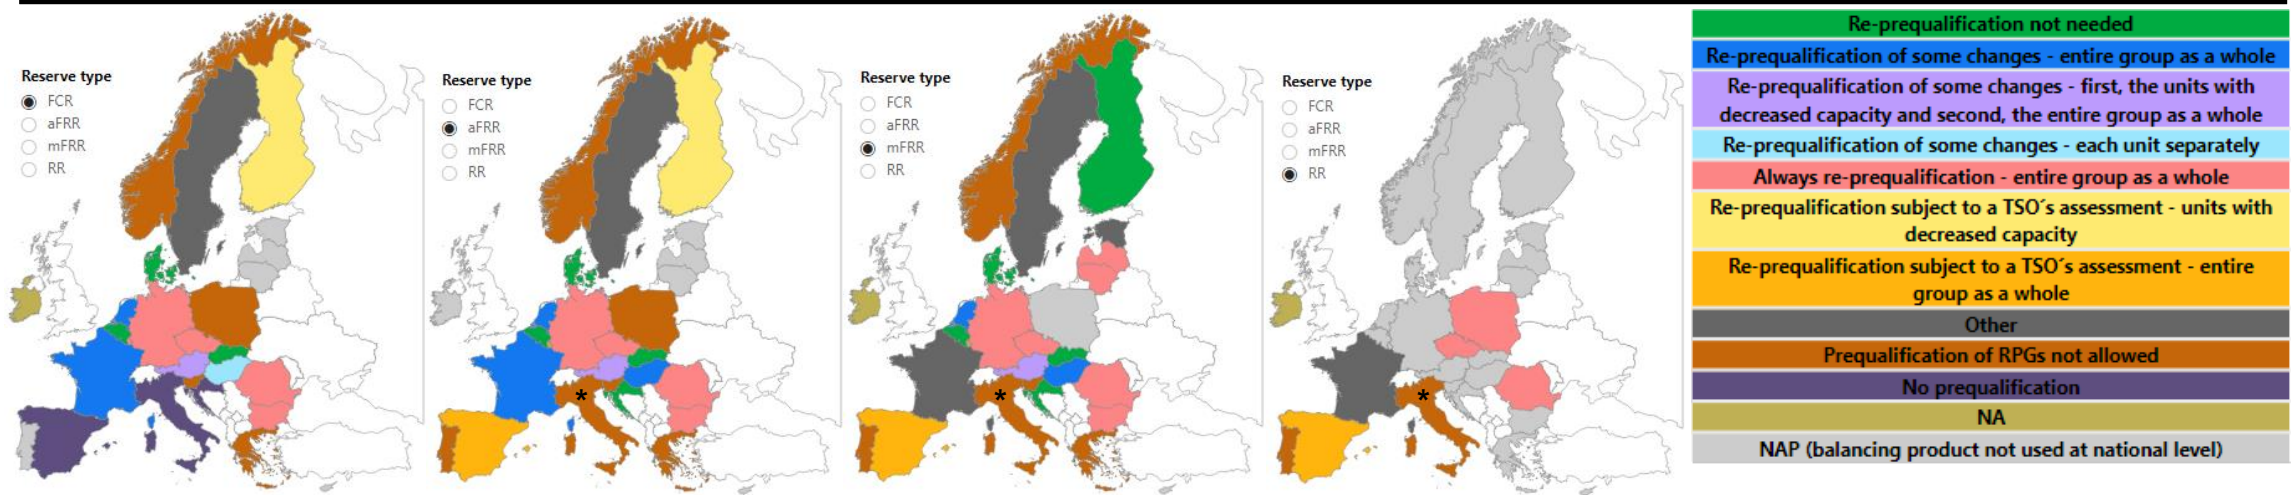 Reserve type
FCR
aFRR
mFRR
RR
Reserve type
FCR
aFRR
mFRR
RR
*
Reserve type
FCR
aFRR
mFRR
RR
*
Reserve type
FCR
aFRR
mFRR
RR
*
Re-prequalification not needed
Re-prequalification of some changes - entire group as a whole
Re-prequalification of some changes - first, the units with
decreased capacity and second, the entire group as a whole
Re-prequalification of some changes - each unit separately
Always re-prequalification - entire group as a whole
Re-prequalification subject to a TSO´s assessment - units with
decreased capacity
Re-prequalification subject to a TSO´s assessment - entire
group as a whole
Other
Prequalification of RPGs not allowed
No prequalification
NA
NAP (balancing product not used at national level)